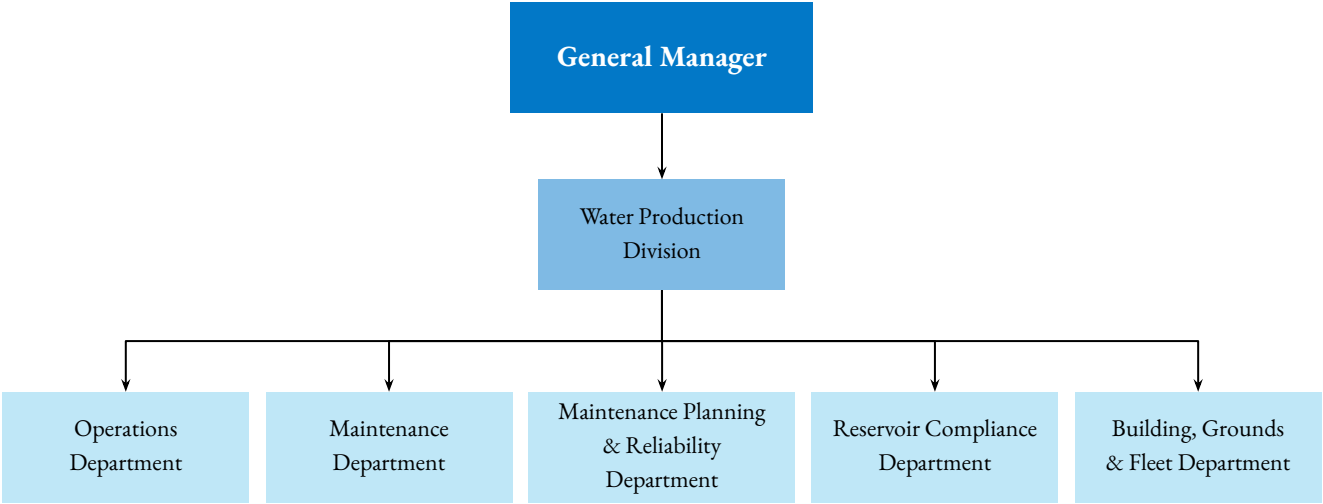 General Manager
Water Production
Division
Operations
Department
Maintenance
Department
Maintenance Planning
& Reliability
Department
Reservoir Compliance
Department
Building, Grounds
& Fleet Department